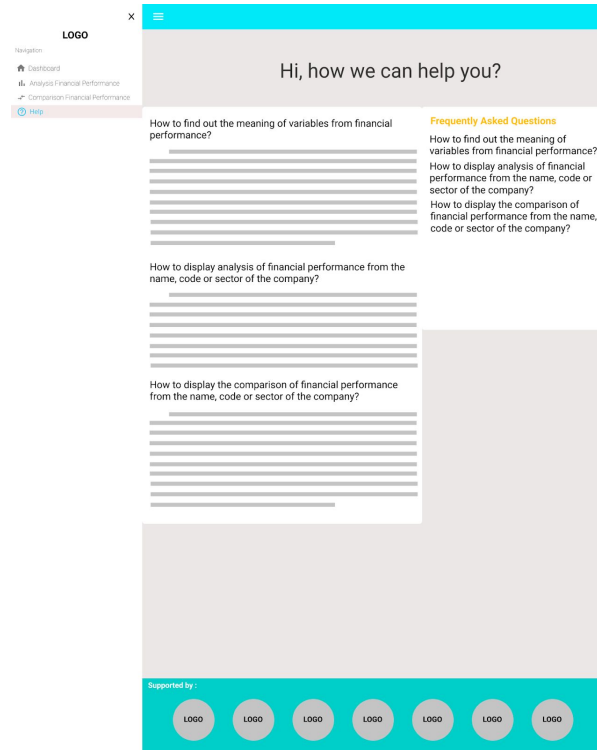 X
LOGO
Navigation
Dashboard
Analysis Financial Performance
Comparison Financial Performance
Help
Hi, how we can help you?
How to find out the meaning of variables from financial
performance?
How to display analysis of financial performance from the
name, code or sector of the company?
How to display the comparison of financial performance
from the name, code or sector of the company?
Frequently Asked Questions
How to find out the meaning of
variables from financial performance?
How to display analysis of financial
performance from the name, code or
sector of the company?
How to display the comparison of
financial performance from the name,
code or sector of the company?
Supported by :
LOGO LOGO LOGO LOGO LOGO LOGO LOGO